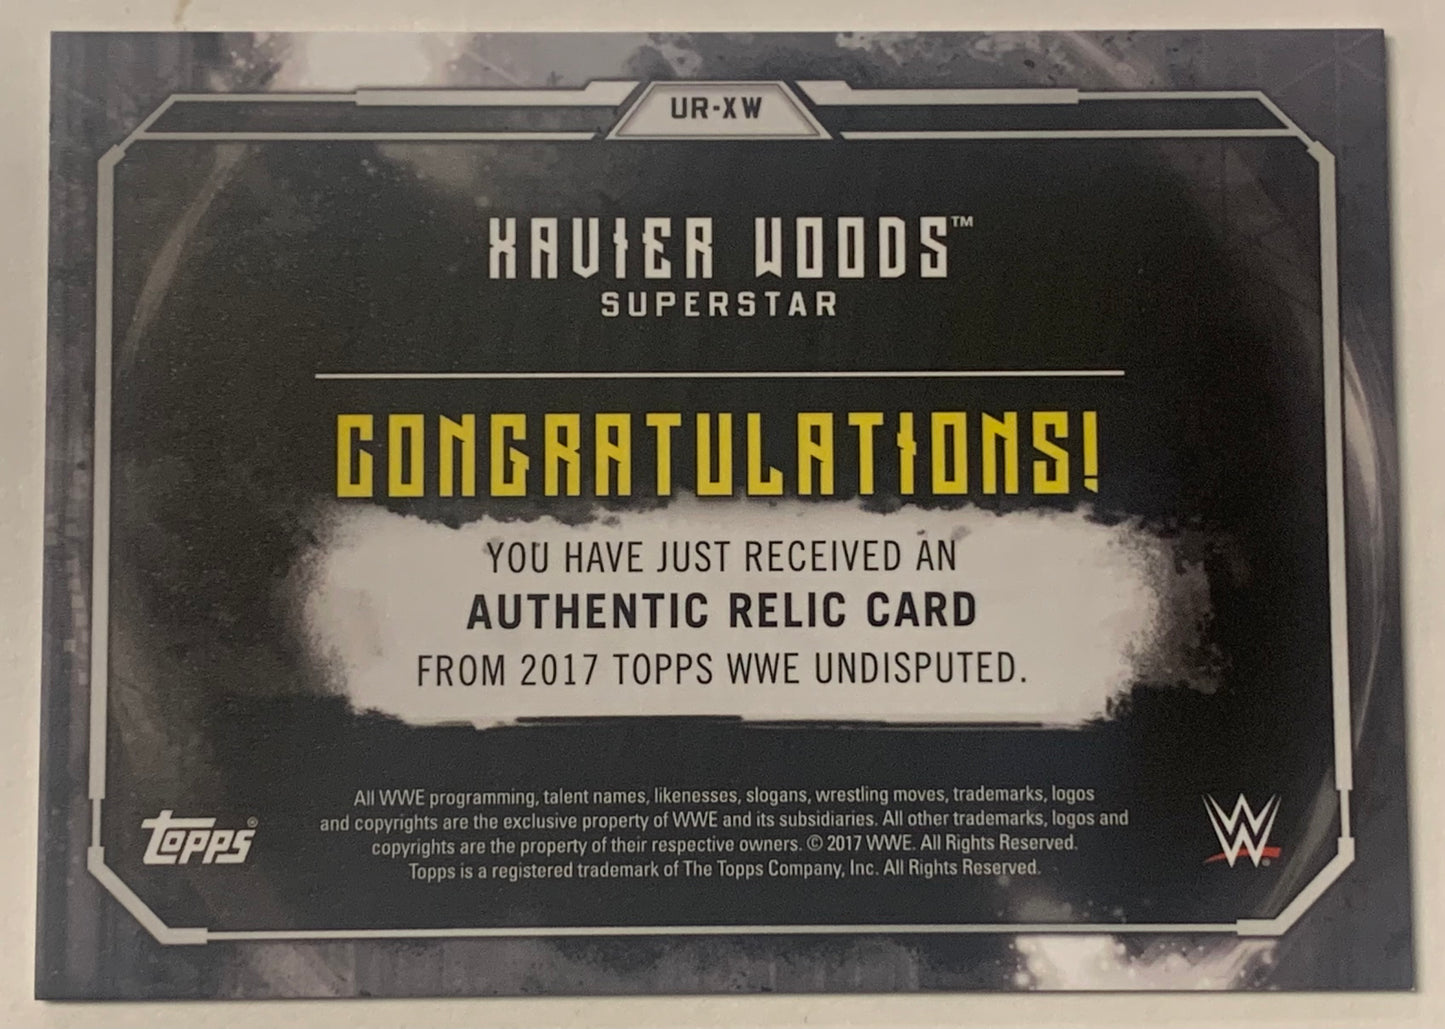 UR-XW
XAVIER WOODS™
SUPERSTAR
CONGRATULATIONS!
YOU HAVE JUST RECEIVED AN
AUTHENTIC RELIC CARD
FROM 2017 TOPPS WWE UNDISPUTED.
All WWE programming, talent names, likenesses, slogans, wrestling moves, trademarks, logos
and copyrights are the exclusive property of WWE and its subsidiaries. All other trademarks, logos and
copyrights are the property of their respective owners. © 2017 WWE. All Rights Reserved.
Topps is a registered trademark of The Topps Company, Inc. All Rights Reserved.
TOPPS®
W